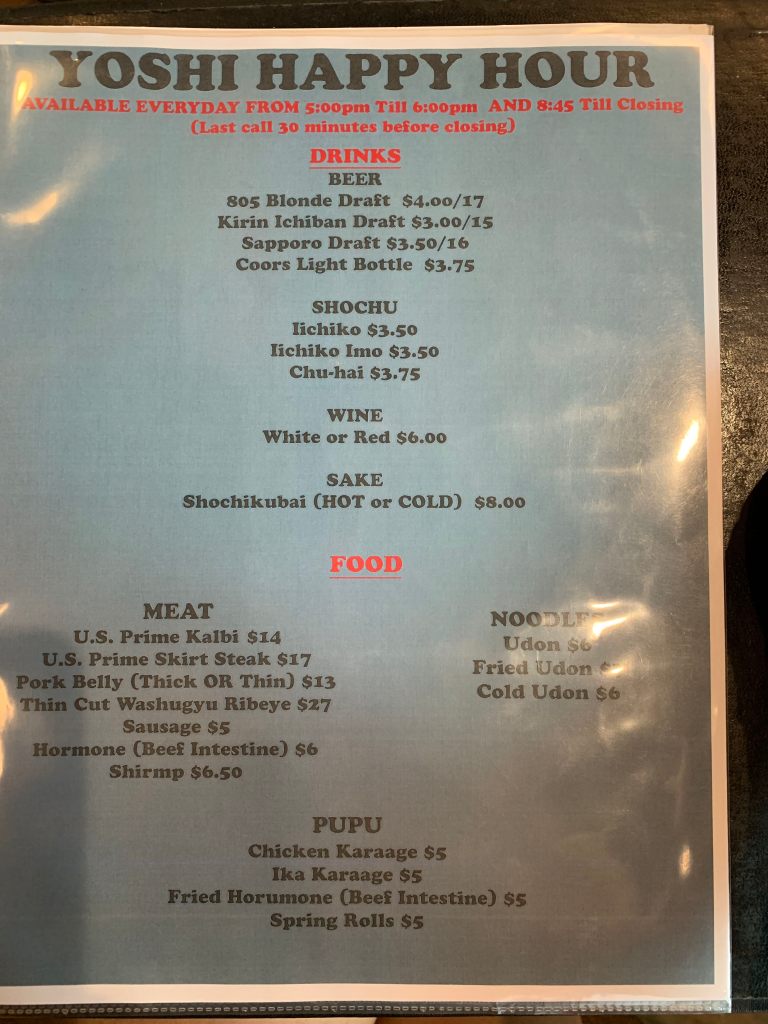 YOSHI HAPPY HOUR
AVAILABLE EVERYDAY FROM 5:00pm Till 6:00pm AND 8:45 Till Closing
(Last call 30 minutes before closing)
DRINKS
BEER
805 Blonde Draft $4.00/17
Kirin Ichiban Draft $3.00/15
Sapporo Draft $3.50/16
Coors Light Bottle $3.75
SHOCHU
Iichiko $3.50
Iichiko Imo $3.50
Chu-hai $3.75
WINE
White or Red $6.00
SAKE
Shochikubai (HOT or COLD) $8.00
FOOD
MEAT
U.S. Prime Kalbi $14
U.S. Prime Skirt Steak $17
Pork Belly (Thick OR Thin) $13
Thin Cut Washugyu Ribeye $27
Sausage $5
Hormone (Beef Intestine) $6
Shirmp $6.50
NOODLES
Udon $6
Fried Udon
Cold Udon $6
PUPU
Chicken Karaage $5
Ika Karaage $5
Fried Horumone (Beef Intestine) $5
Spring Rolls $5